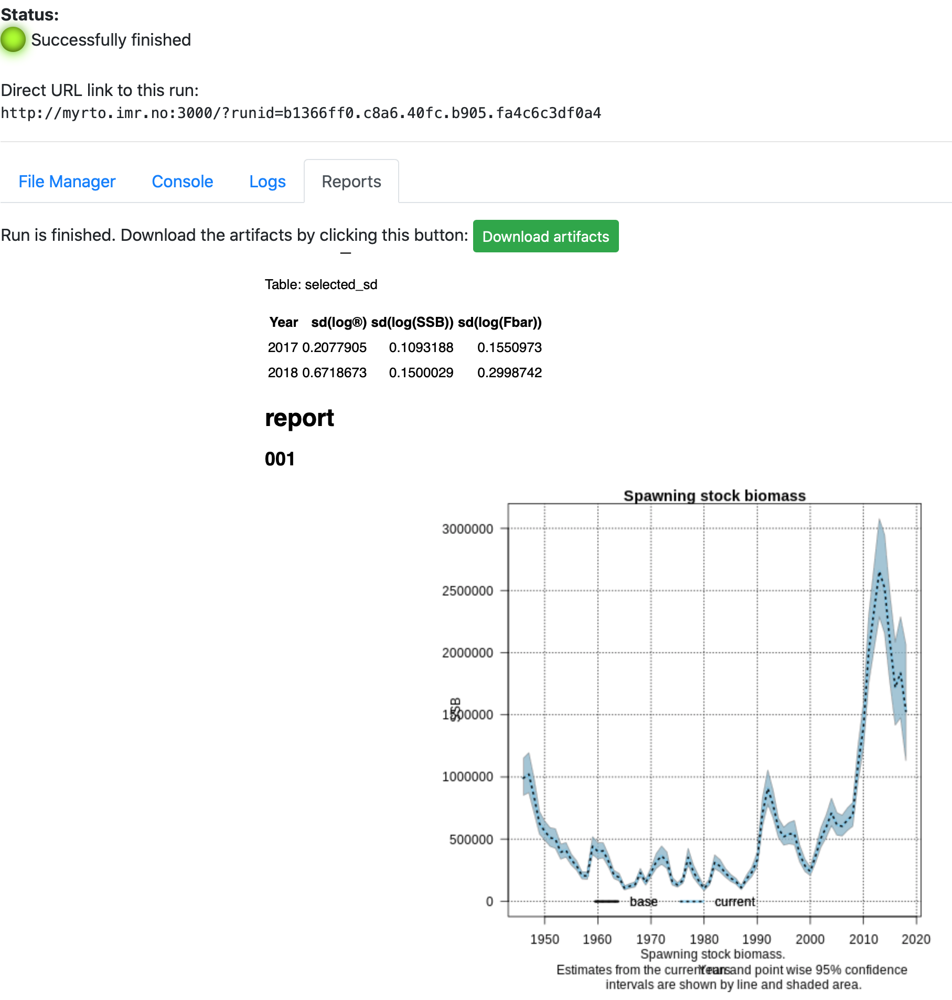 Status:
Successfully finished
Direct URL link to this run:
http://myrto.imr.no:3000/?runid=b1366ff0.c8a6.40fc.b905.fa4c6c3df0a4
File Manager Console Logs Reports
Run is finished. Download the artifacts by clicking this button: Download artifacts
Table: selected_sd
Year sd(log®) sd(log(SSB)) sd(log(Fbar))
2017 0.2077905 0.1093188 0.1550973
2018 0.6718673 0.1500029 0.2998742
report
001
Spawning stock biomass
3000000
2500000
2000000
SSB
1500000
1000000
500000
0
base current
1950 1960 1970 1980 1990 2000 2010 2020
Years
Spawning stock biomass.
Estimates from the current run and point wise 95% confidence
intervals are shown by line and shaded area.